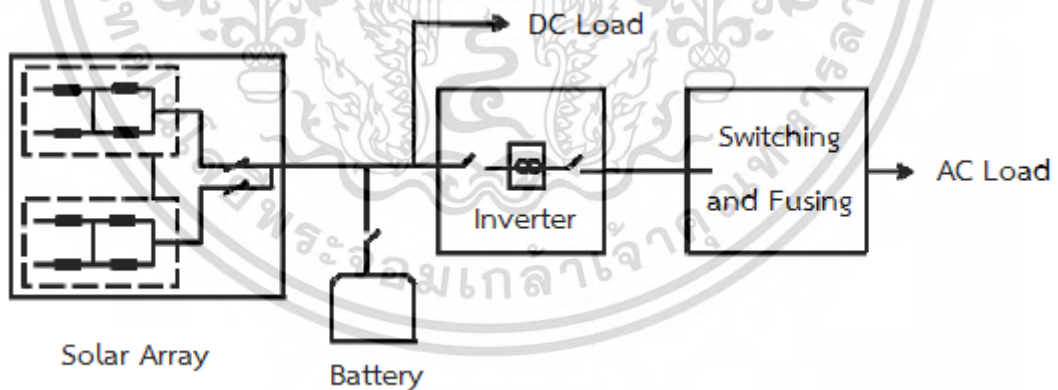 DC Load
Switching
and Fusing
AC Load
Inverter
Solar Array
Battery